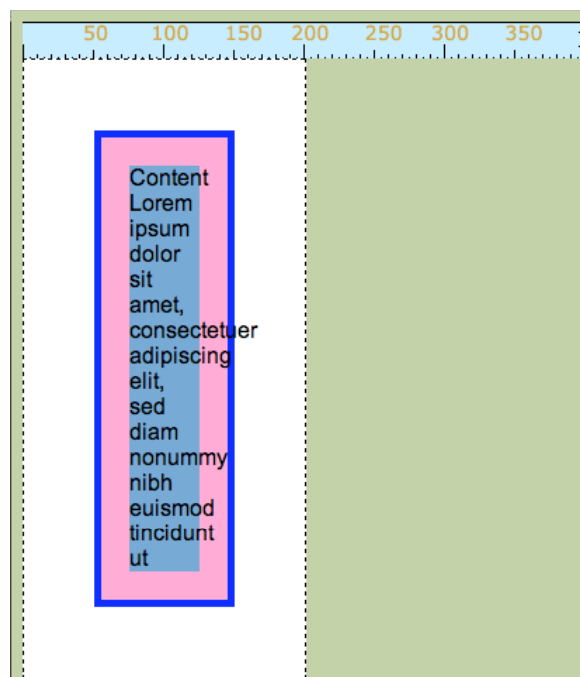 50 100 150 200 250 300 350
Content
Lorem
ipsum
dolor
sit
amet,
consectetuer
adipiscing
elit,
sed
diam
nonummy
nibh
euismod
tincidunt
ut